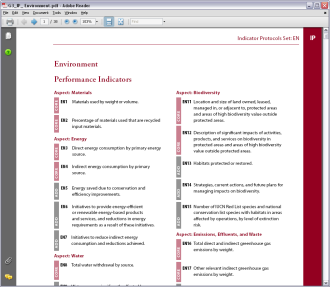 G3_IP_Environment.pdf - Adobe Reader
File Edit View Document Tools Window Help
Indicator Protocols Set: EN
IP
Environment
Performance Indicators
Aspect: Materials
EN1 Materials used by weight or volume.
EN2 Percentage of materials used that are recycled
input materials.
Aspect: Energy
EN3 Direct energy consumption by primary energy
source.
EN4 Indirect energy consumption by primary
source.
EN5 Energy saved due to conservation and
efficiency improvements.
EN6 Initiatives to provide energy-efficient
or renewable energy-based products
and services, and reductions in energy
requirements as a result of these initiatives.
EN7 Initiatives to reduce indirect energy
consumption and reductions achieved.
Aspect: Water
EN8 Total water withdrawal by source.
Aspect: Biodiversity
EN11 Location and size of land owned, leased,
managed in, or adjacent to, protected areas
and areas of high biodiversity value outside
protected areas.
EN12 Description of significant impacts of activities,
products, and services on biodiversity in
protected areas and areas of high biodiversity
value outside protected areas.
EN13 Habitats protected or restored.
EN14 Strategies, current actions, and future plans for
managing impacts on biodiversity.
EN15 Number of IUCN Red List species and national
conservation list species with habitats in areas
affected by operations, by level of extinction
risk.
Aspect: Emissions, Effluents, and Waste
EN16 Total direct and indirect greenhouse gas
emissions by weight.
EN17 Other relevant indirect greenhouse gas
emissions by weight.